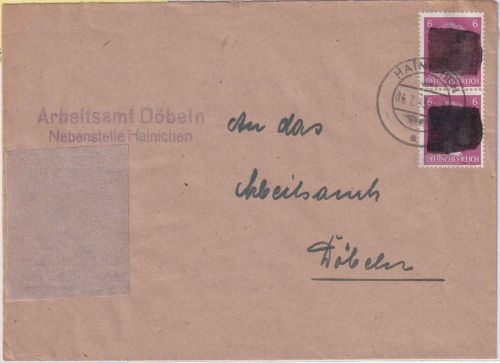 6
DEUTSCHES REICH
6
DEUTSCHES REICH
Arbeitsamt Döbeln
Nebenstelle Hainichen
An das
Arbeitsamt
Döbeln